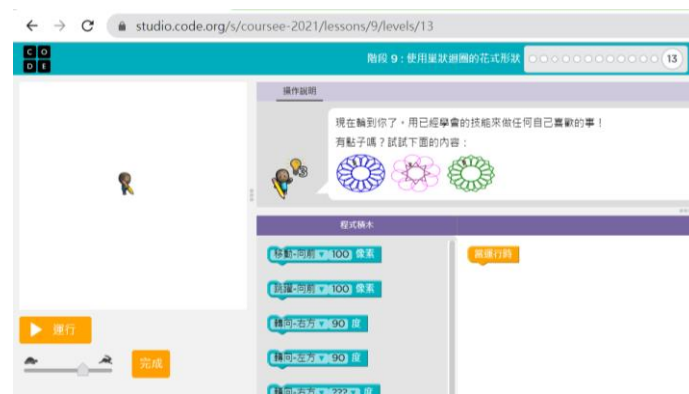 studio.code.org/s/coursee-2021/lessons/9/levels/13
C O
D E
階段 9：使用巢狀迴圈的花式形狀
13
操作說明
現在輪到你了，用已經學會的技能來做任何自己喜歡的事！
有點子嗎？試試下面的內容：
程式積木
移動-向前 100 像素
當運行時
跳躍-向前 100 像素
轉向-右方 90 度
運行
轉向-左方 90 度
完成
轉向-右方 ??? 度